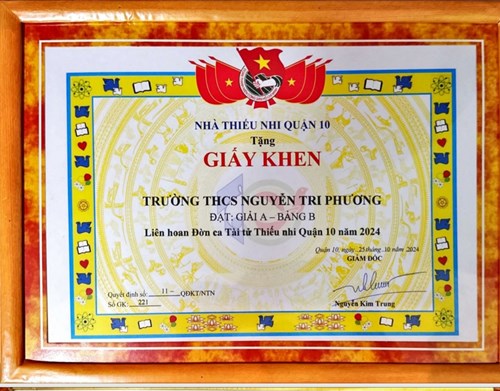 NHÀ THIẾU NHI QUẬN 10
Tặng
GIẤY KHEN
TRƯỜNG THCS NGUYỄN TRI PHƯƠNG
ĐẠT: GIẢI A – BẢNG B
Liên hoan Đờn ca Tài tử Thiếu nhi Quận 10 năm 2024
Quận 10, ngày 25 tháng 10 năm 2024
GIÁM ĐỐC
Quyết định số: 11 – QĐKT/NTN
Số GK: 221
Nguyễn Kim Trung